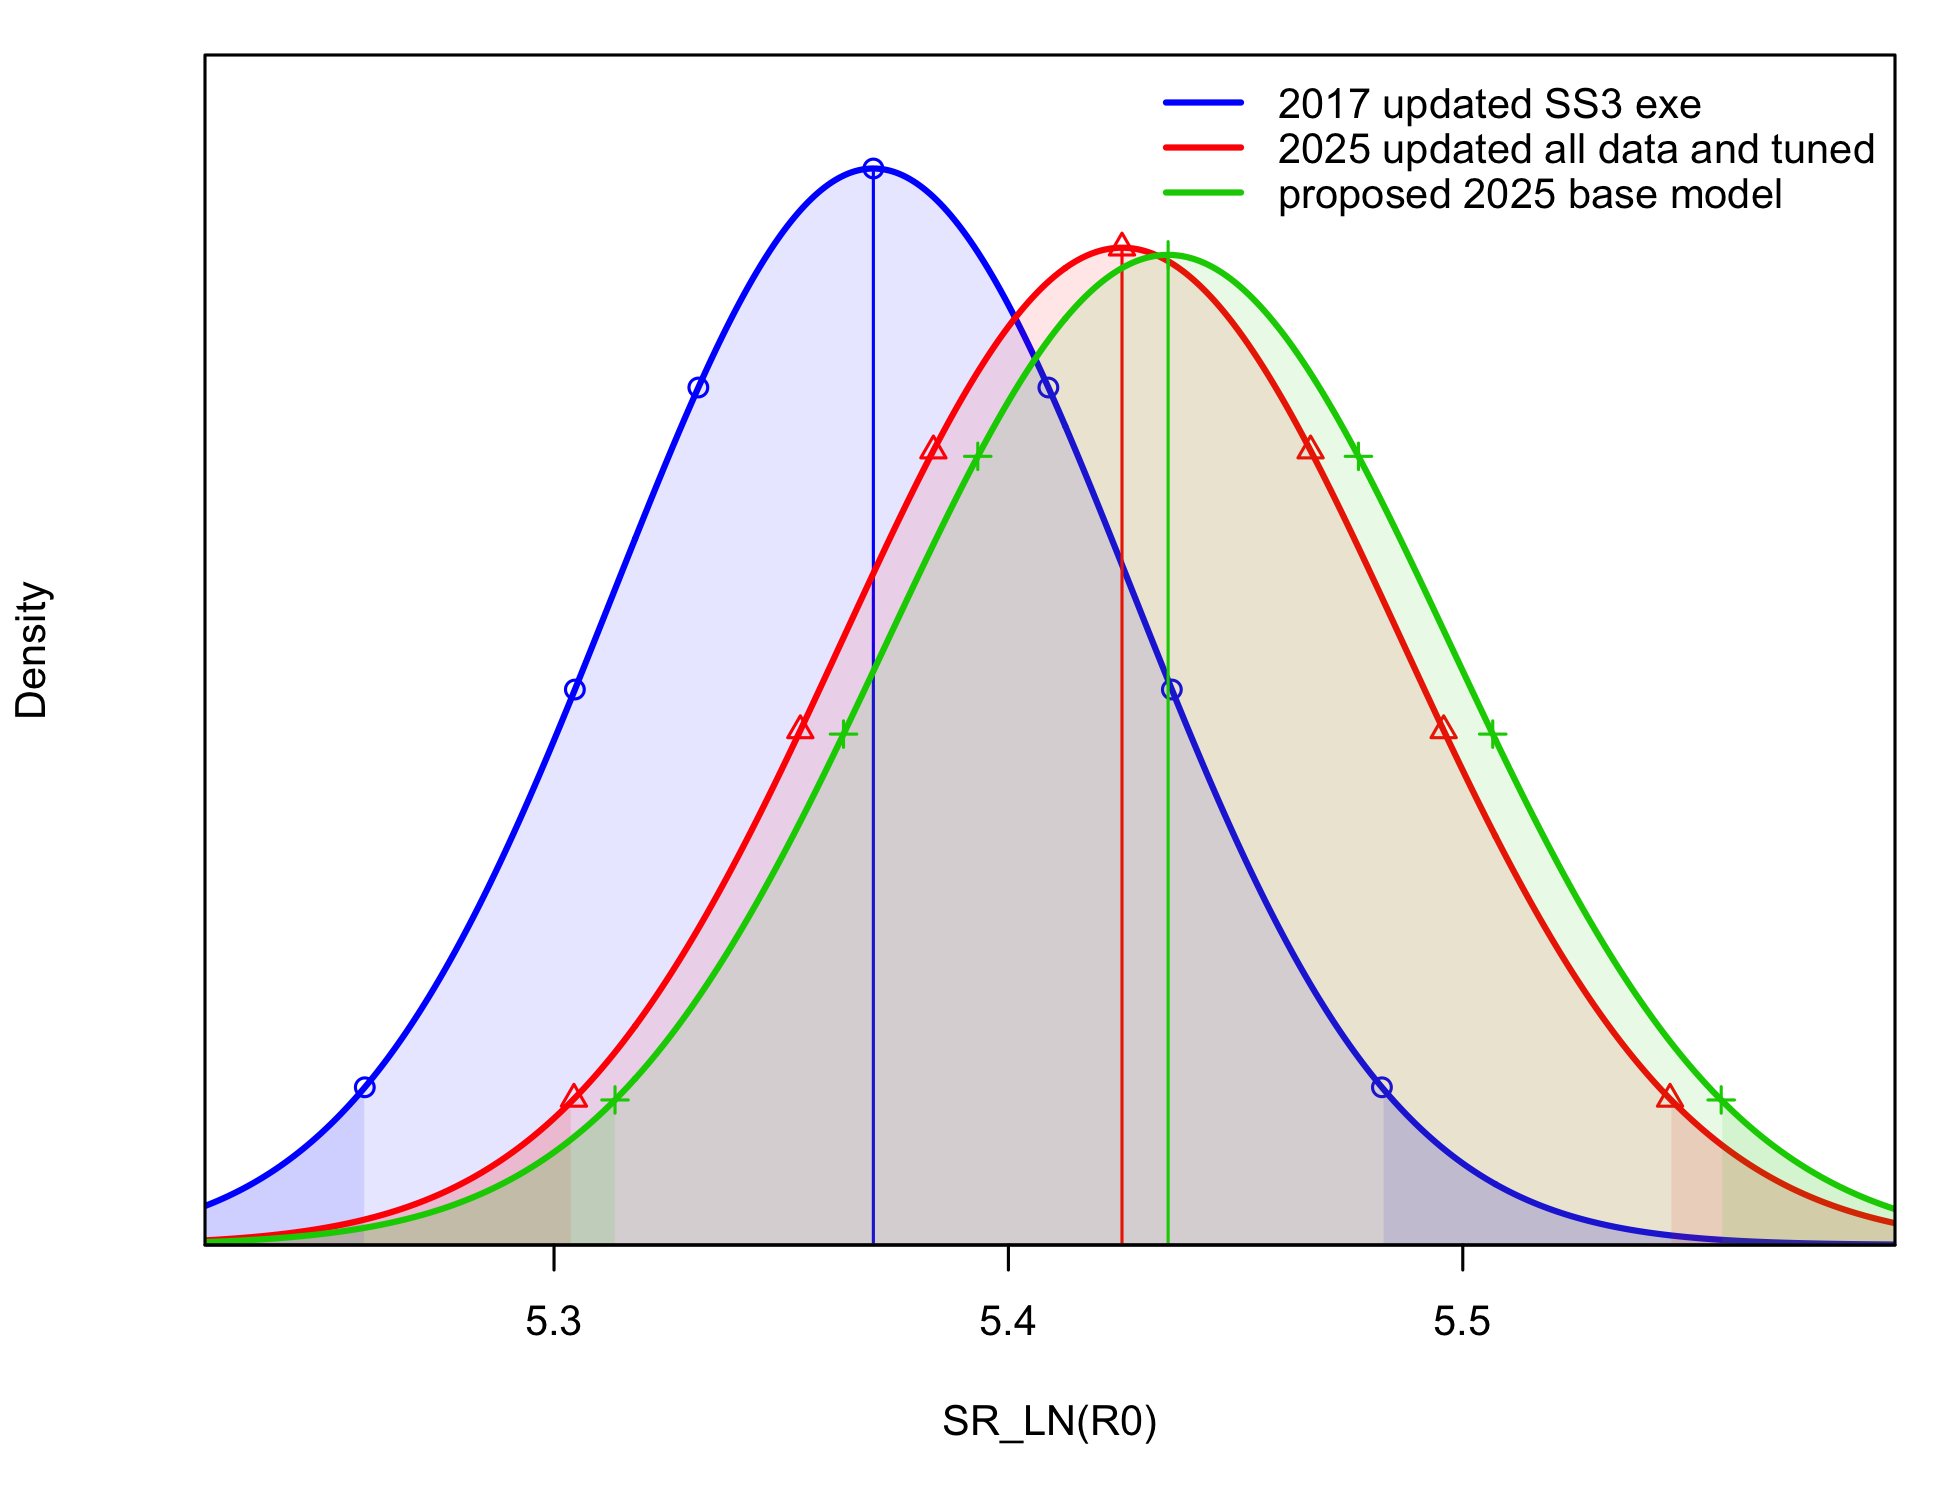 2017 updated SS3 exe
2025 updated all data and tuned
proposed 2025 base model
Density
5.3
5.4
5.5
SR_LN(R0)